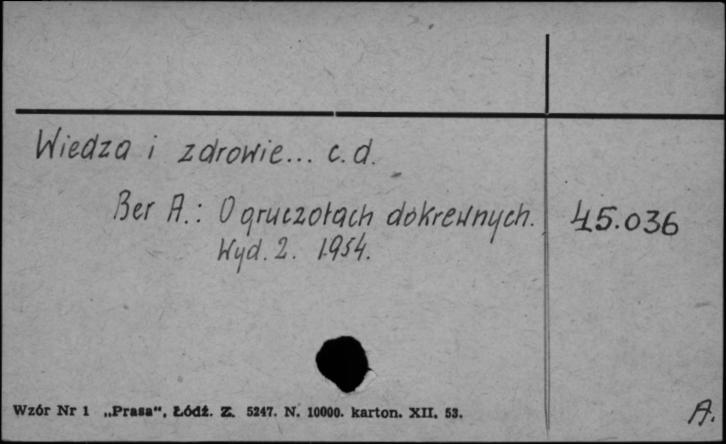 Wiedza i zdrowie... c.d.
Ber A.: O gruczołach dokrewnych. 45.036
Wyd. 2. 1954.
Wzór Nr 1 „Prasa“, Łódź. Z. 5247. N. 10000. karton. XII. 53.
A.